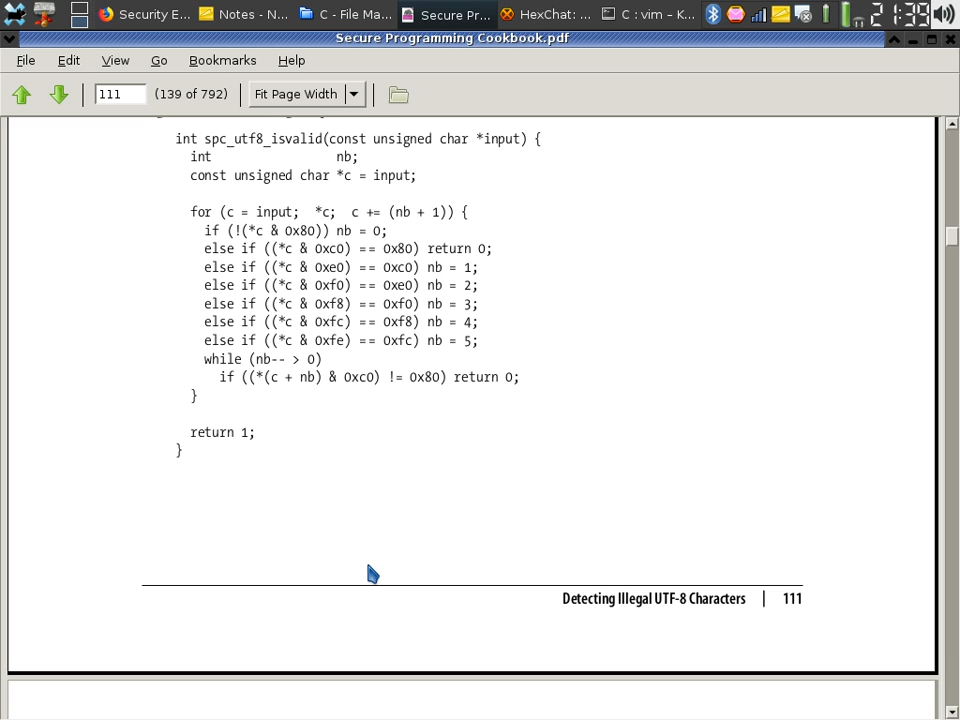 Security E...
Notes - N...
C - File Ma...
Secure Pr...
HexChat: ...
C : vim – K...
21:39
Secure Programming Cookbook.pdf
File Edit View Go Bookmarks Help
111 (139 of 792) Fit Page Width
int spc_utf8_isvalid(const unsigned char *input) {
int nb;
const unsigned char *c = input;
for (c = input; *c; c += (nb + 1)) {
if (!(*c & 0x80)) nb = 0;
else if ((*c & 0xc0) == 0x80) return 0;
else if ((*c & 0xe0) == 0xc0) nb = 1;
else if ((*c & 0xf0) == 0xe0) nb = 2;
else if ((*c & 0xf8) == 0xf0) nb = 3;
else if ((*c & 0xfc) == 0xf8) nb = 4;
else if ((*c & 0xfe) == 0xfc) nb = 5;
while (nb-- > 0)
if ((*(c + nb) & 0xc0) != 0x80) return 0;
}
return 1;
}
Detecting Illegal UTF-8 Characters | 111